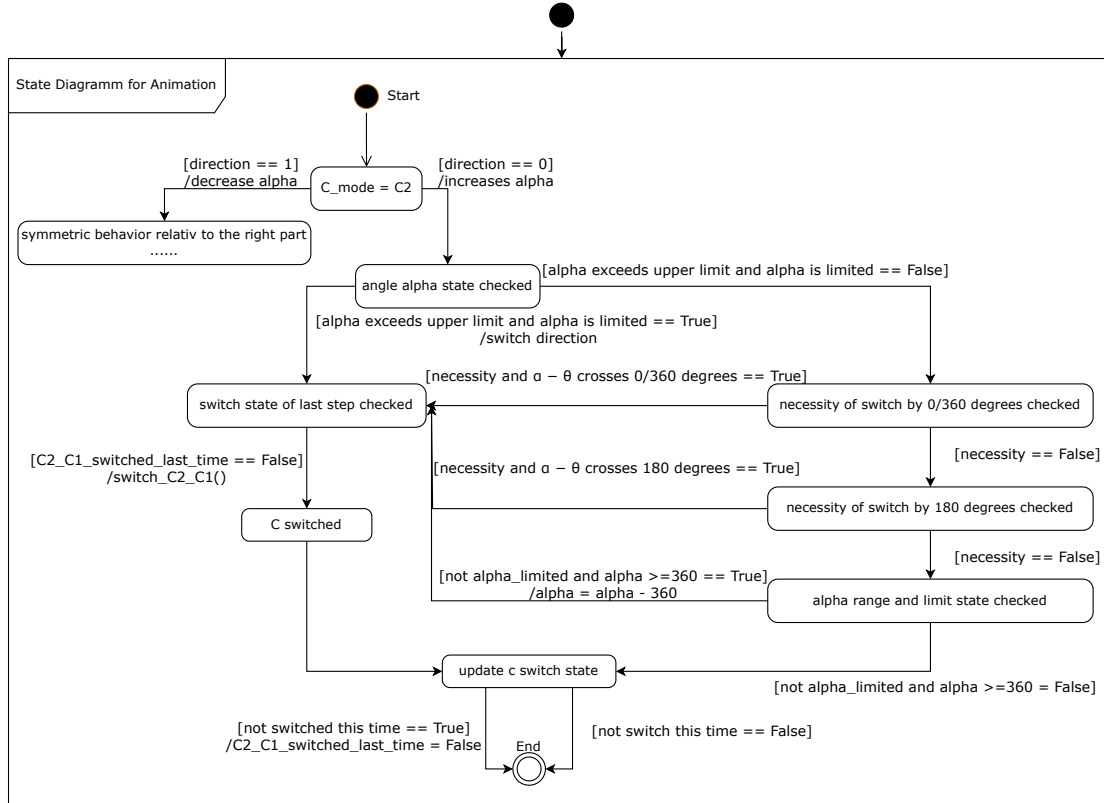 State Diagramm for Animation
Start
[direction == 1]
/decrease alpha
C_mode = C2
[direction == 0]
/increases alpha
symmetric behavior relativ to the right part
......
angle alpha state checked
[alpha exceeds upper limit and alpha is limited == False]
[alpha exceeds upper limit and alpha is limited == True]
/switch direction
[necessity and α − θ crosses 0/360 degrees == True]
switch state of last step checked
necessity of switch by 0/360 degrees checked
[C2_C1_switched_last_time == False]
/switch_C2_C1()
[necessity and α − θ crosses 180 degrees == True]
[necessity == False]
C switched
necessity of switch by 180 degrees checked
[necessity == False]
[not alpha_limited and alpha >=360 == True]
/alpha = alpha - 360
alpha range and limit state checked
update c switch state
[not alpha_limited and alpha >=360 = False]
[not switched this time == True]
/C2_C1_switched_last_time = False
[not switch this time == False]
End